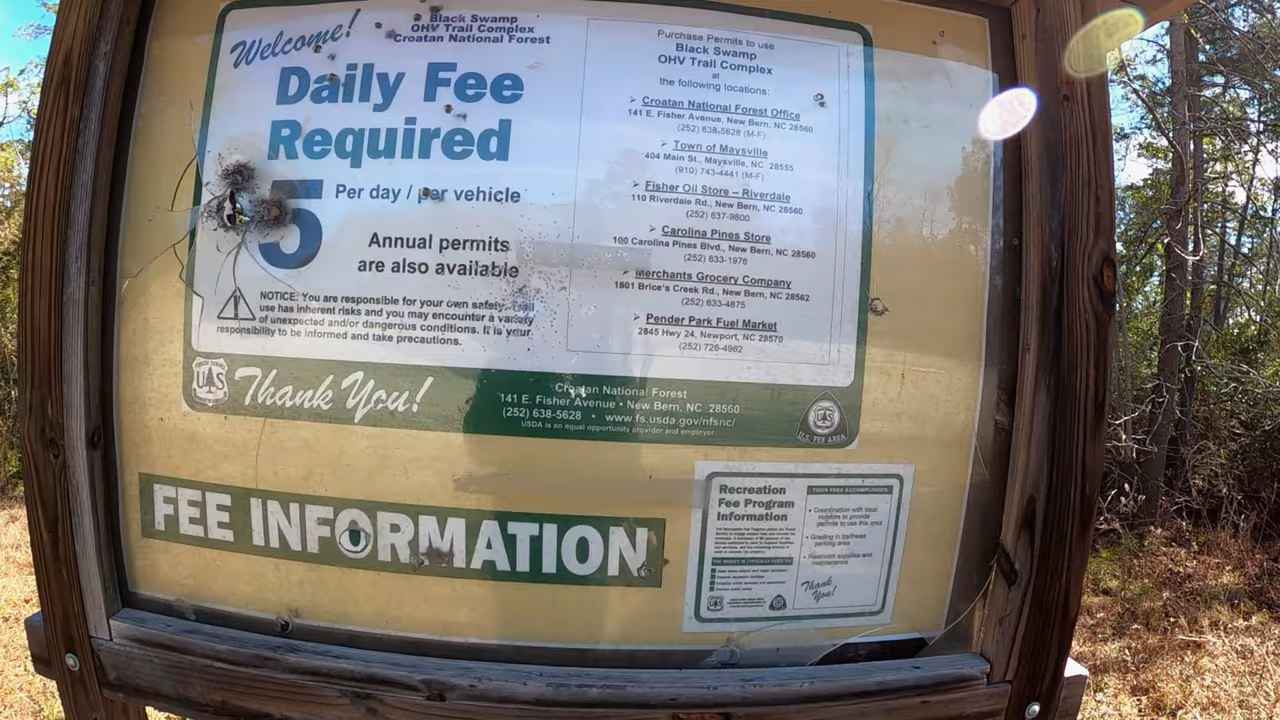 Welcome!
Black Swamp
OHV Trail Complex
Croatan National Forest
Daily Fee
Required
5 Per day / per vehicle
Annual permits
are also available
NOTICE: You are responsible for your own safety. Trail
use has inherent risks and you may encounter a variety
of unexpected and/or dangerous conditions. It is your
responsibility to be informed and take precautions.
Purchase Permits to use
Black Swamp
OHV Trail Complex
at
the following locations:
➢ Croatan National Forest Office
141 E. Fisher Avenue, New Bern, NC 28560
(252) 638-5628 (M-F)
➢ Town of Maysville
404 Main St., Maysville, NC 28555
(910) 743-4441 (M-F)
➢ Fisher Oil Store – Riverdale
110 Riverdale Rd., New Bern, NC 28560
(252) 637-9800
➢ Carolina Pines Store
100 Carolina Pines Blvd., New Bern, NC 28560
(252) 633-1976
➢ Merchants Grocery Company
1801 Brice's Creek Rd., New Bern, NC 28562
(252) 633-4875
➢ Pender Park Fuel Market
2845 Hwy 24, Newport, NC 28570
(252) 726-4962
UAS
Thank You!
Croatan National Forest
141 E. Fisher Avenue • New Bern, NC 28560
(252) 638-5628 • www.fs.usda.gov/nfsnc/
USDA is an equal opportunity provider and employer
U.S. FEE AREA
FEE INFORMATION
Recreation
Fee Program
Information
YOUR FEES ACCOMPLISHED:
• Coordination with local
vendors to provide
permits to use this area
• Grading in trailhead
parking area
• Restroom supplies and
maintenance
Thank
You!